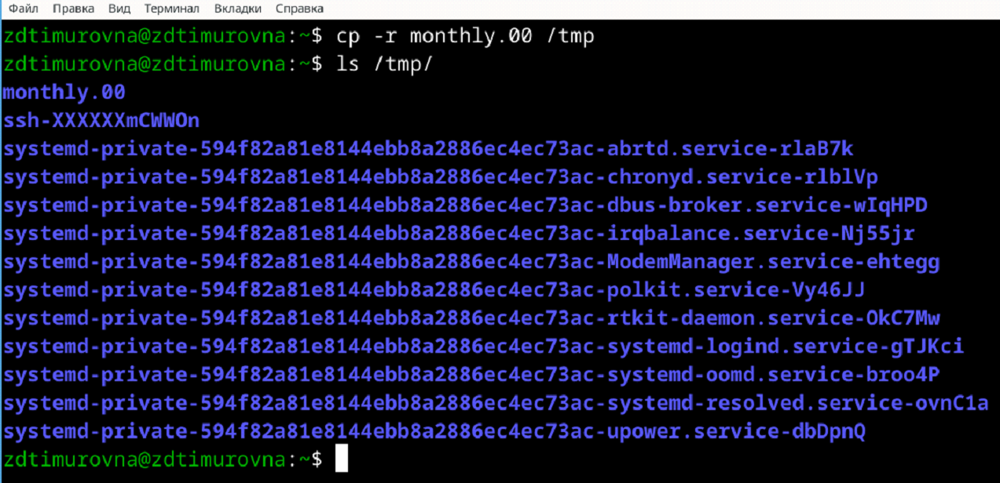 Файл Правка Вид Терминал Вкладки Справка
zdtimurovna@zdtimurovna:~$ cp -r monthly.00 /tmp
zdtimurovna@zdtimurovna:~$ ls /tmp/
monthly.00
ssh-XXXXXXmCWWOn
systemd-private-594f82a81e8144ebb8a2886ec4ec73ac-abrtd.service-rlaB7k
systemd-private-594f82a81e8144ebb8a2886ec4ec73ac-chronyd.service-rlblVp
systemd-private-594f82a81e8144ebb8a2886ec4ec73ac-dbus-broker.service-wIqHPD
systemd-private-594f82a81e8144ebb8a2886ec4ec73ac-irqbalance.service-Nj55jr
systemd-private-594f82a81e8144ebb8a2886ec4ec73ac-ModemManager.service-ehtegg
systemd-private-594f82a81e8144ebb8a2886ec4ec73ac-polkit.service-Vy46JJ
systemd-private-594f82a81e8144ebb8a2886ec4ec73ac-rtkit-daemon.service-OkC7Mw
systemd-private-594f82a81e8144ebb8a2886ec4ec73ac-systemd-logind.service-gTJKci
systemd-private-594f82a81e8144ebb8a2886ec4ec73ac-systemd-oomd.service-broo4P
systemd-private-594f82a81e8144ebb8a2886ec4ec73ac-systemd-resolved.service-ovnC1a
systemd-private-594f82a81e8144ebb8a2886ec4ec73ac-upower.service-dbDpnQ
zdtimurovna@zdtimurovna:~$